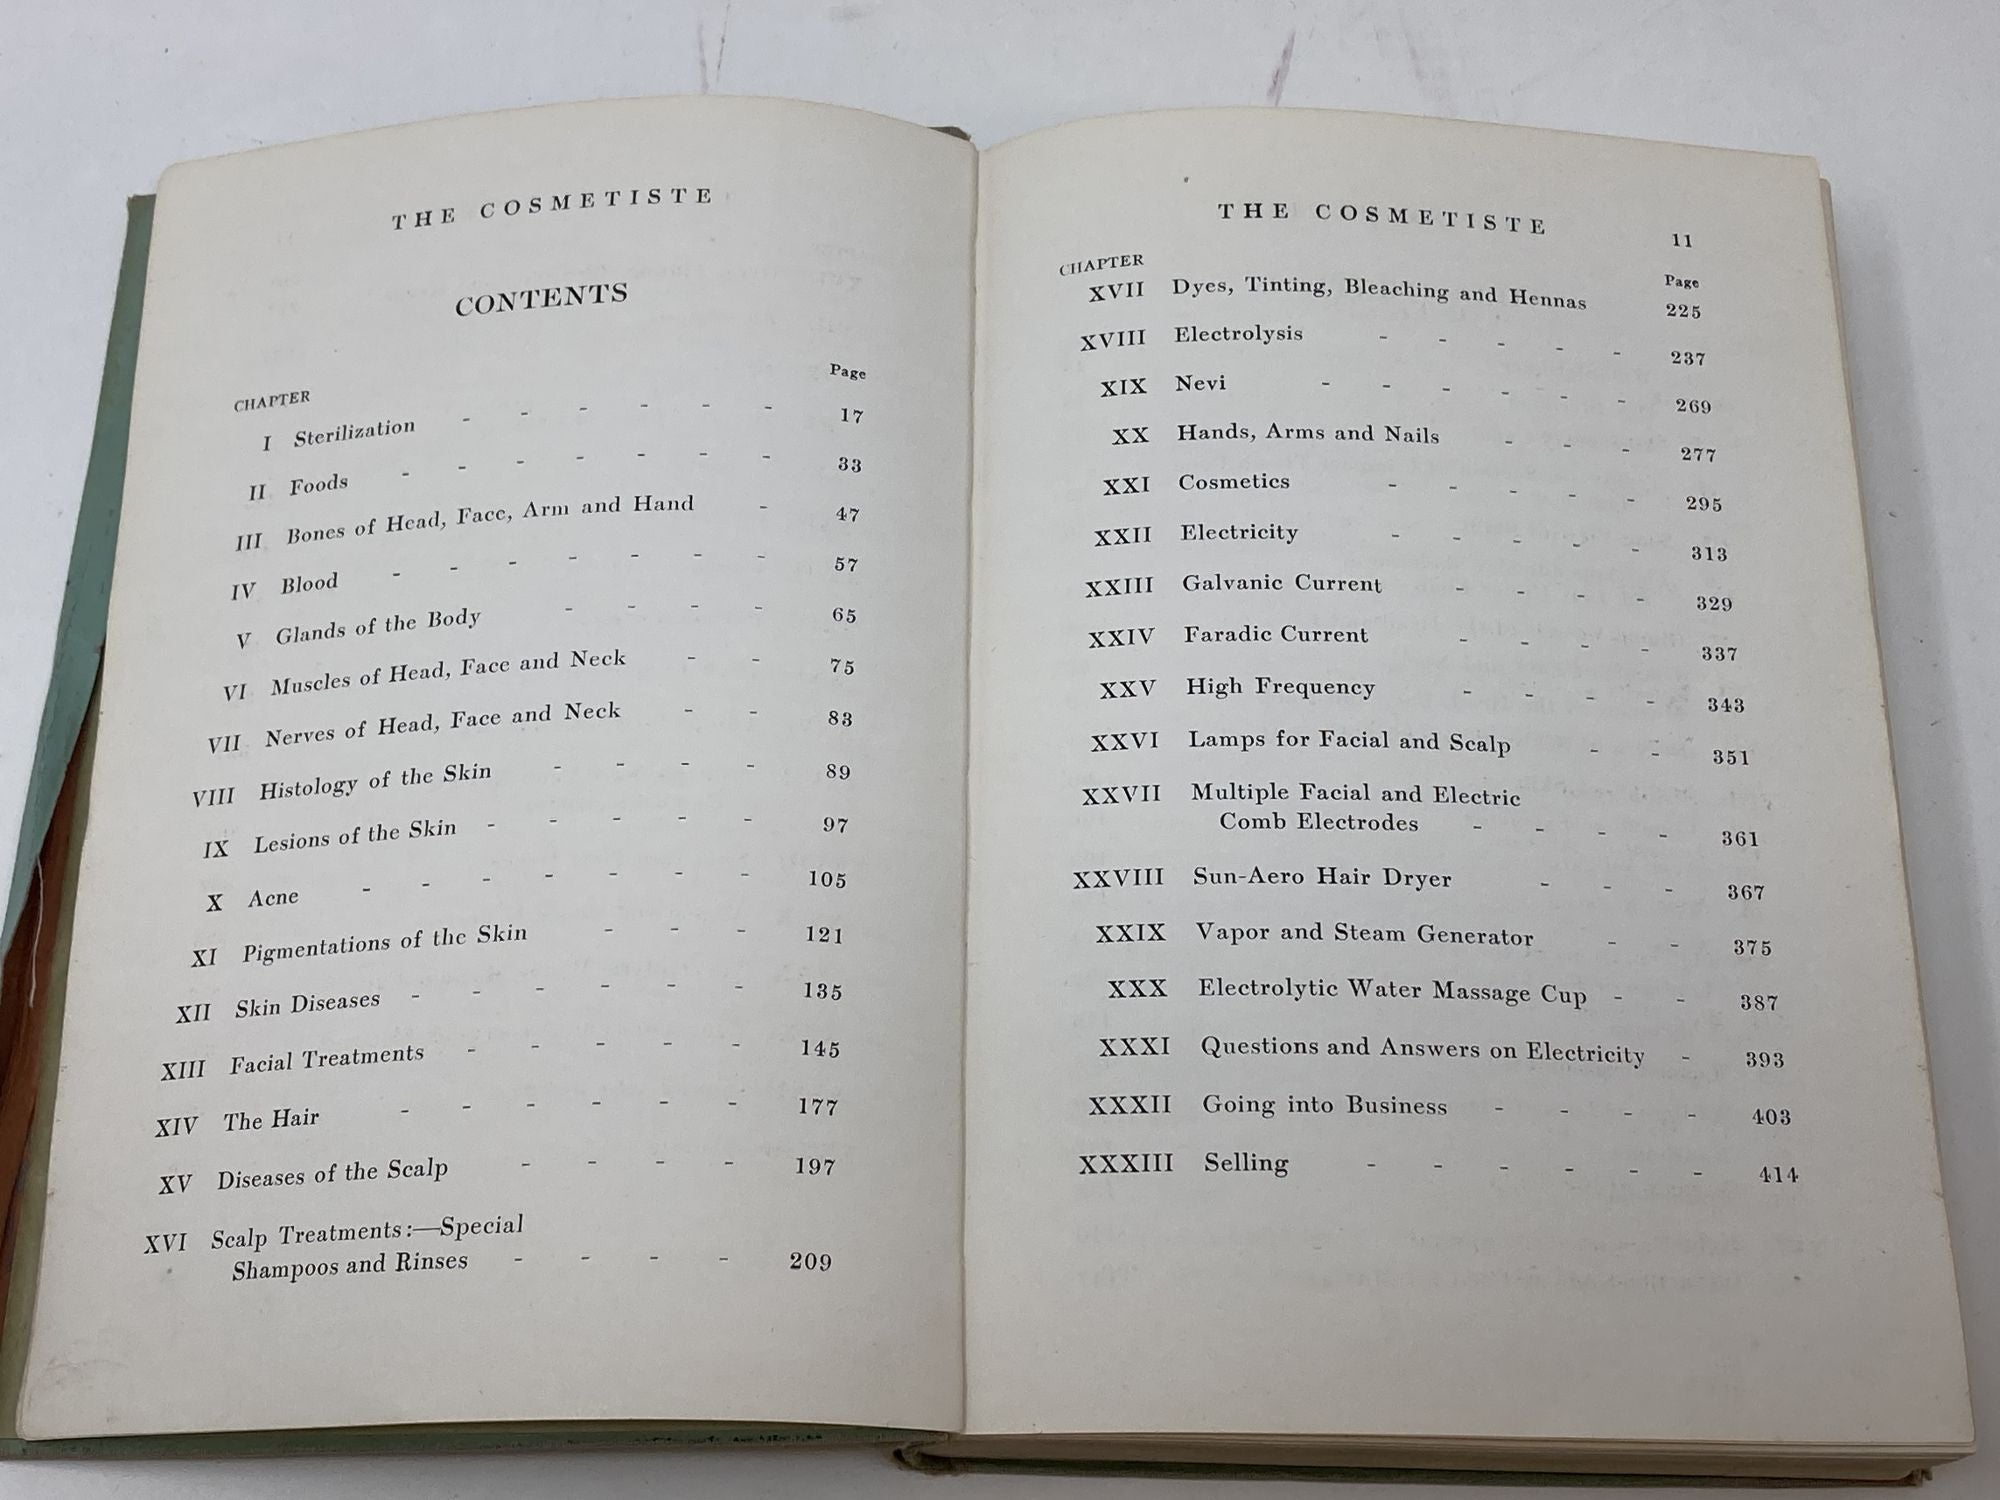 THE COSMETISTE
CONTENTS
CHAPTER Page
I Sterilization - - - - - - 17
II Foods - - - - - - - 33
III Bones of Head, Face, Arm and Hand - 47
IV Blood - - - - - - - 57
V Glands of the Body - - - - 65
VI Muscles of Head, Face and Neck - - 75
VII Nerves of Head, Face and Neck - - 83
VIII Histology of the Skin - - - - 89
IX Lesions of the Skin - - - - - 97
X Acne - - - - - - - 105
XI Pigmentations of the Skin - - - 121
XII Skin Diseases - - - - - - 135
XIII Facial Treatments - - - - - 145
XIV The Hair - - - - - - 177
XV Diseases of the Scalp - - - - 197
XVI Scalp Treatments:—Special
Shampoos and Rinses - - - - 209
THE COSMETISTE 11
CHAPTER Page
XVII Dyes, Tinting, Bleaching and Hennas 225
XVIII Electrolysis - - - - - 237
XIX Nevi - - - - - - 269
XX Hands, Arms and Nails - - - 277
XXI Cosmetics - - - - - 295
XXII Electricity - - - - - 313
XXIII Galvanic Current - - - - 329
XXIV Faradic Current - - - - 337
XXV High Frequency - - - - 343
XXVI Lamps for Facial and Scalp - - 351
XXVII Multiple Facial and Electric
Comb Electrodes - - - - 361
XXVIII Sun-Aero Hair Dryer - - - 367
XXIX Vapor and Steam Generator - - 375
XXX Electrolytic Water Massage Cup - - 387
XXXI Questions and Answers on Electricity - 393
XXXII Going into Business - - - - 403
XXXIII Selling - - - - - - 414